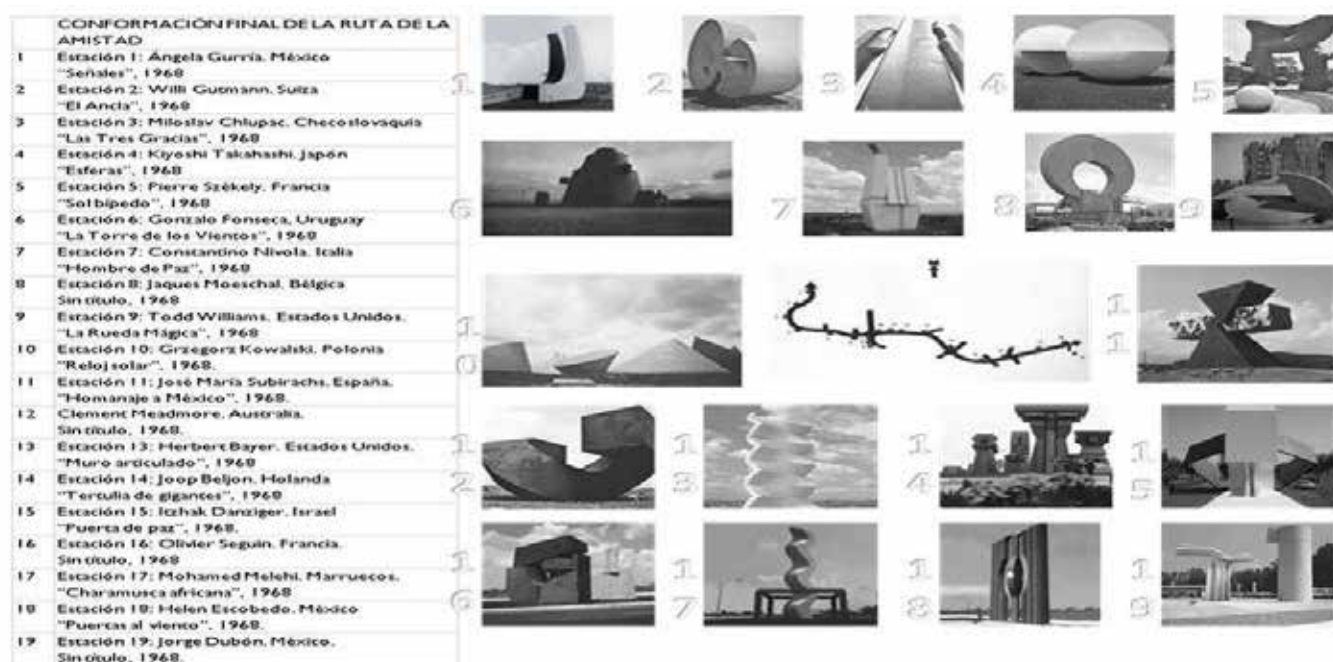 CONFORMACIÓN FINAL DE LA RUTA DE LA
AMISTAD
1 Estación 1: Ángela Gurría. México
"Señales", 1968
2 Estación 2: Willi Gutmann. Suiza
"El Ancla", 1968
3 Estación 3: Miloslav Chlupac. Checoslovaquia
"Las Tres Gracias", 1968
4 Estación 4: Kiyoshi Takahashi. Japón
"Esferas", 1968
5 Estación 5: Pierre Székely. Francia
"Sol bípedo", 1968
6 Estación 6: Gonzalo Fonseca, Uruguay
"La Torre de los Vientos", 1968
7 Estación 7: Constantino Nivola. Italia
"Hombre de Paz", 1968
8 Estación 8: Jaques Moeschal. Bélgica
Sin título, 1968
9 Estación 9: Todd Williams. Estados Unidos.
"La Rueda Mágica", 1968
10 Estación 10: Grzegorz Kowalski. Polonia
"Reloj solar", 1968.
11 Estación 11: José María Subirachs. España.
"Homanaje a México", 1968.
12 Clement Meadmore. Australia.
Sin título, 1968.
13 Estación 13: Herbert Bayer. Estados Unidos.
"Muro articulado", 1968
14 Estación 14: Joop Beljon. Holanda
"Tertulia de gigantes", 1968
15 Estación 15: Itzhak Danziger. Israel
"Puerta de paz", 1968.
16 Estación 16: Olivier Seguin. Francia.
Sin título, 1968
17 Estación 17: Mohamed Melehi. Marruecos.
"Charamusca africana", 1968
18 Estación 18: Helen Escobedo. México
"Puertas al viento", 1968.
19 Estación 19: Jorge Dubón. México.
Sin título, 1968.
1 2 3 4 5
6 7 8 9
10 11
12 13 14 15
16 17 18 19